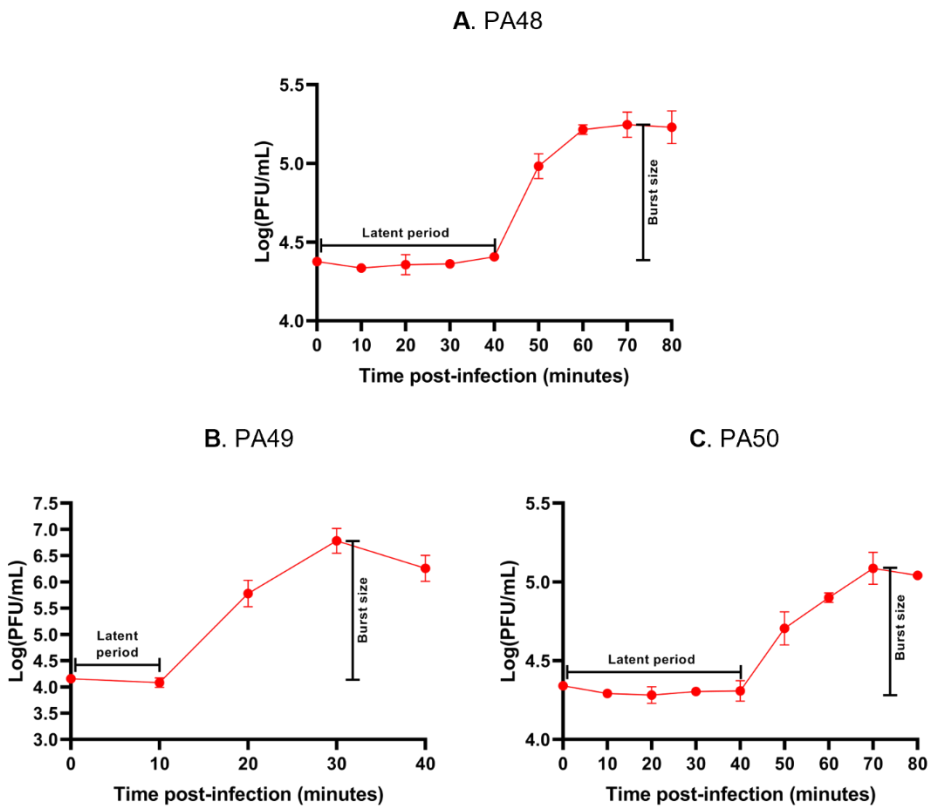 A. PA48
Log(PFU/mL)
5.5
5.0
4.5
4.0
Latent period
Burst size
0 10 20 30 40 50 60 70 80
Time post-infection (minutes)
B. PA49
Log(PFU/mL)
7.5
7.0
6.5
6.0
5.5
5.0
4.5
4.0
3.5
3.0
Latent
period
Burst size
0 10 20 30 40
Time post-infection (minutes)
C. PA50
Log(PFU/mL)
5.5
5.0
4.5
4.0
Latent period
Burst size
0 10 20 30 40 50 60 70 80
Time post-infection (minutes)